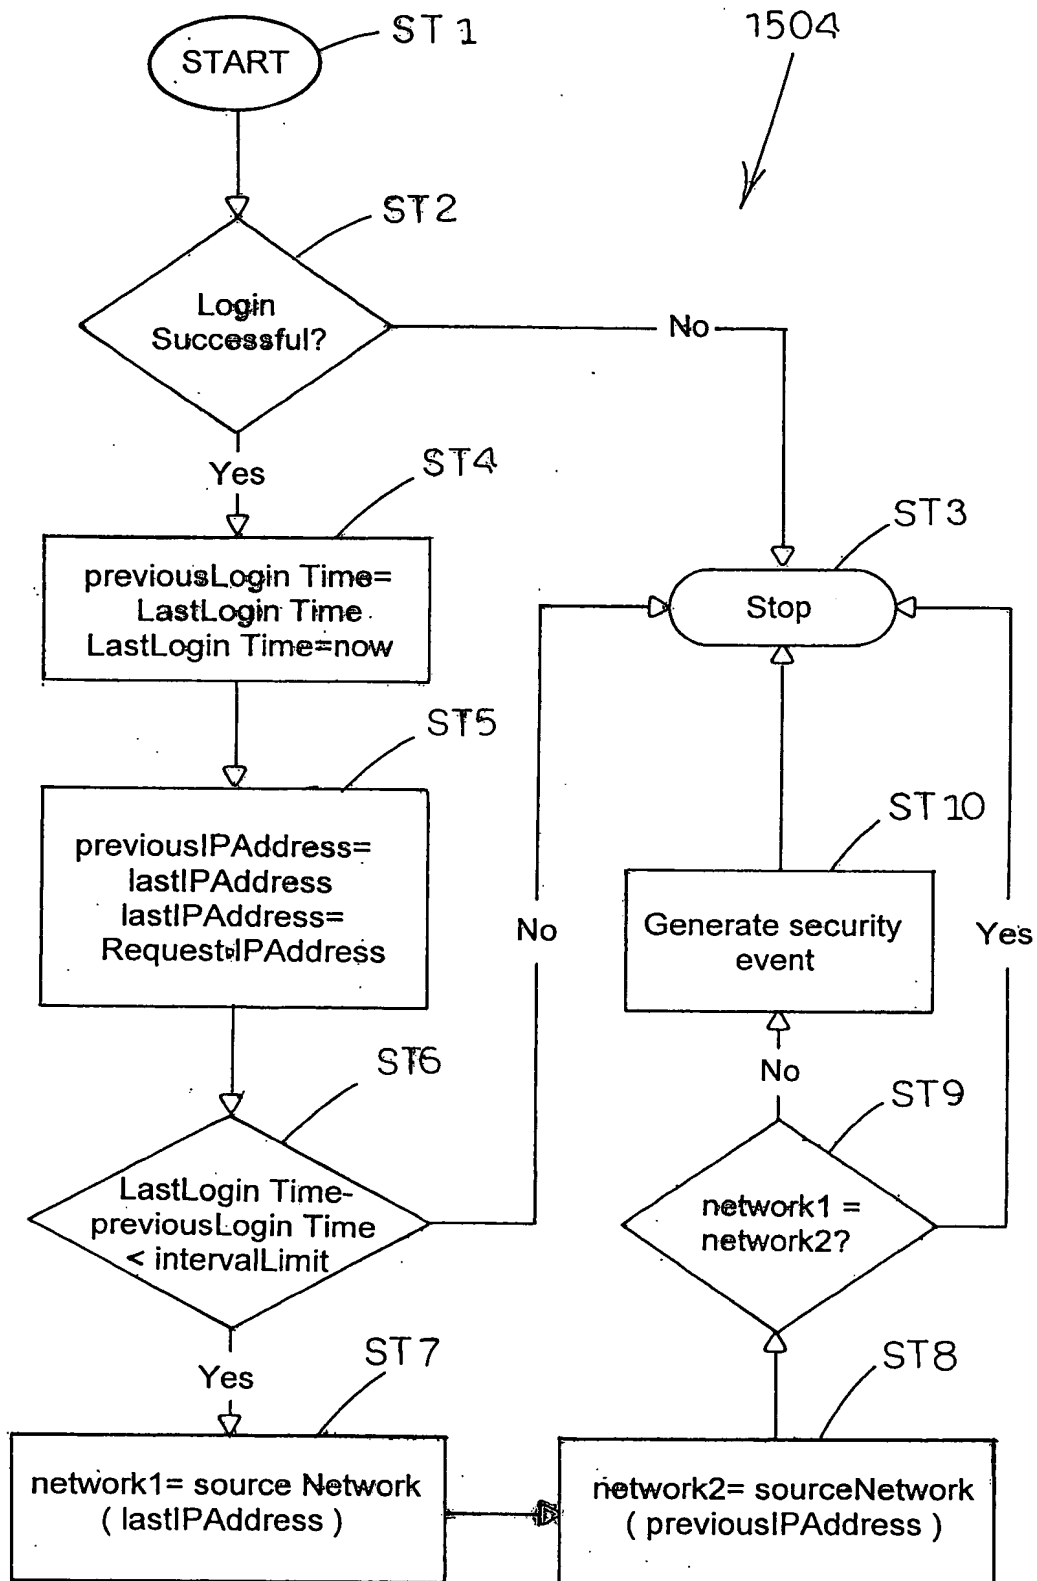 ST1
1504
START
ST2
Login
Successful?
No
Yes
ST4
ST3
previousLogin Time=
LastLogin Time
LastLogin Time=now
Stop
ST5
previousIPAddress=
lastIPAddress
lastIPAddress=
Request.IPAddress
No
ST10
Generate security
event
Yes
No
ST6
ST9
LastLogin Time-
previousLogin Time
< intervalLimit
network1 =
network2?
Yes
ST7
ST8
network1= source Network
( lastIPAddress )
network2= sourceNetwork
( previousIPAddress )